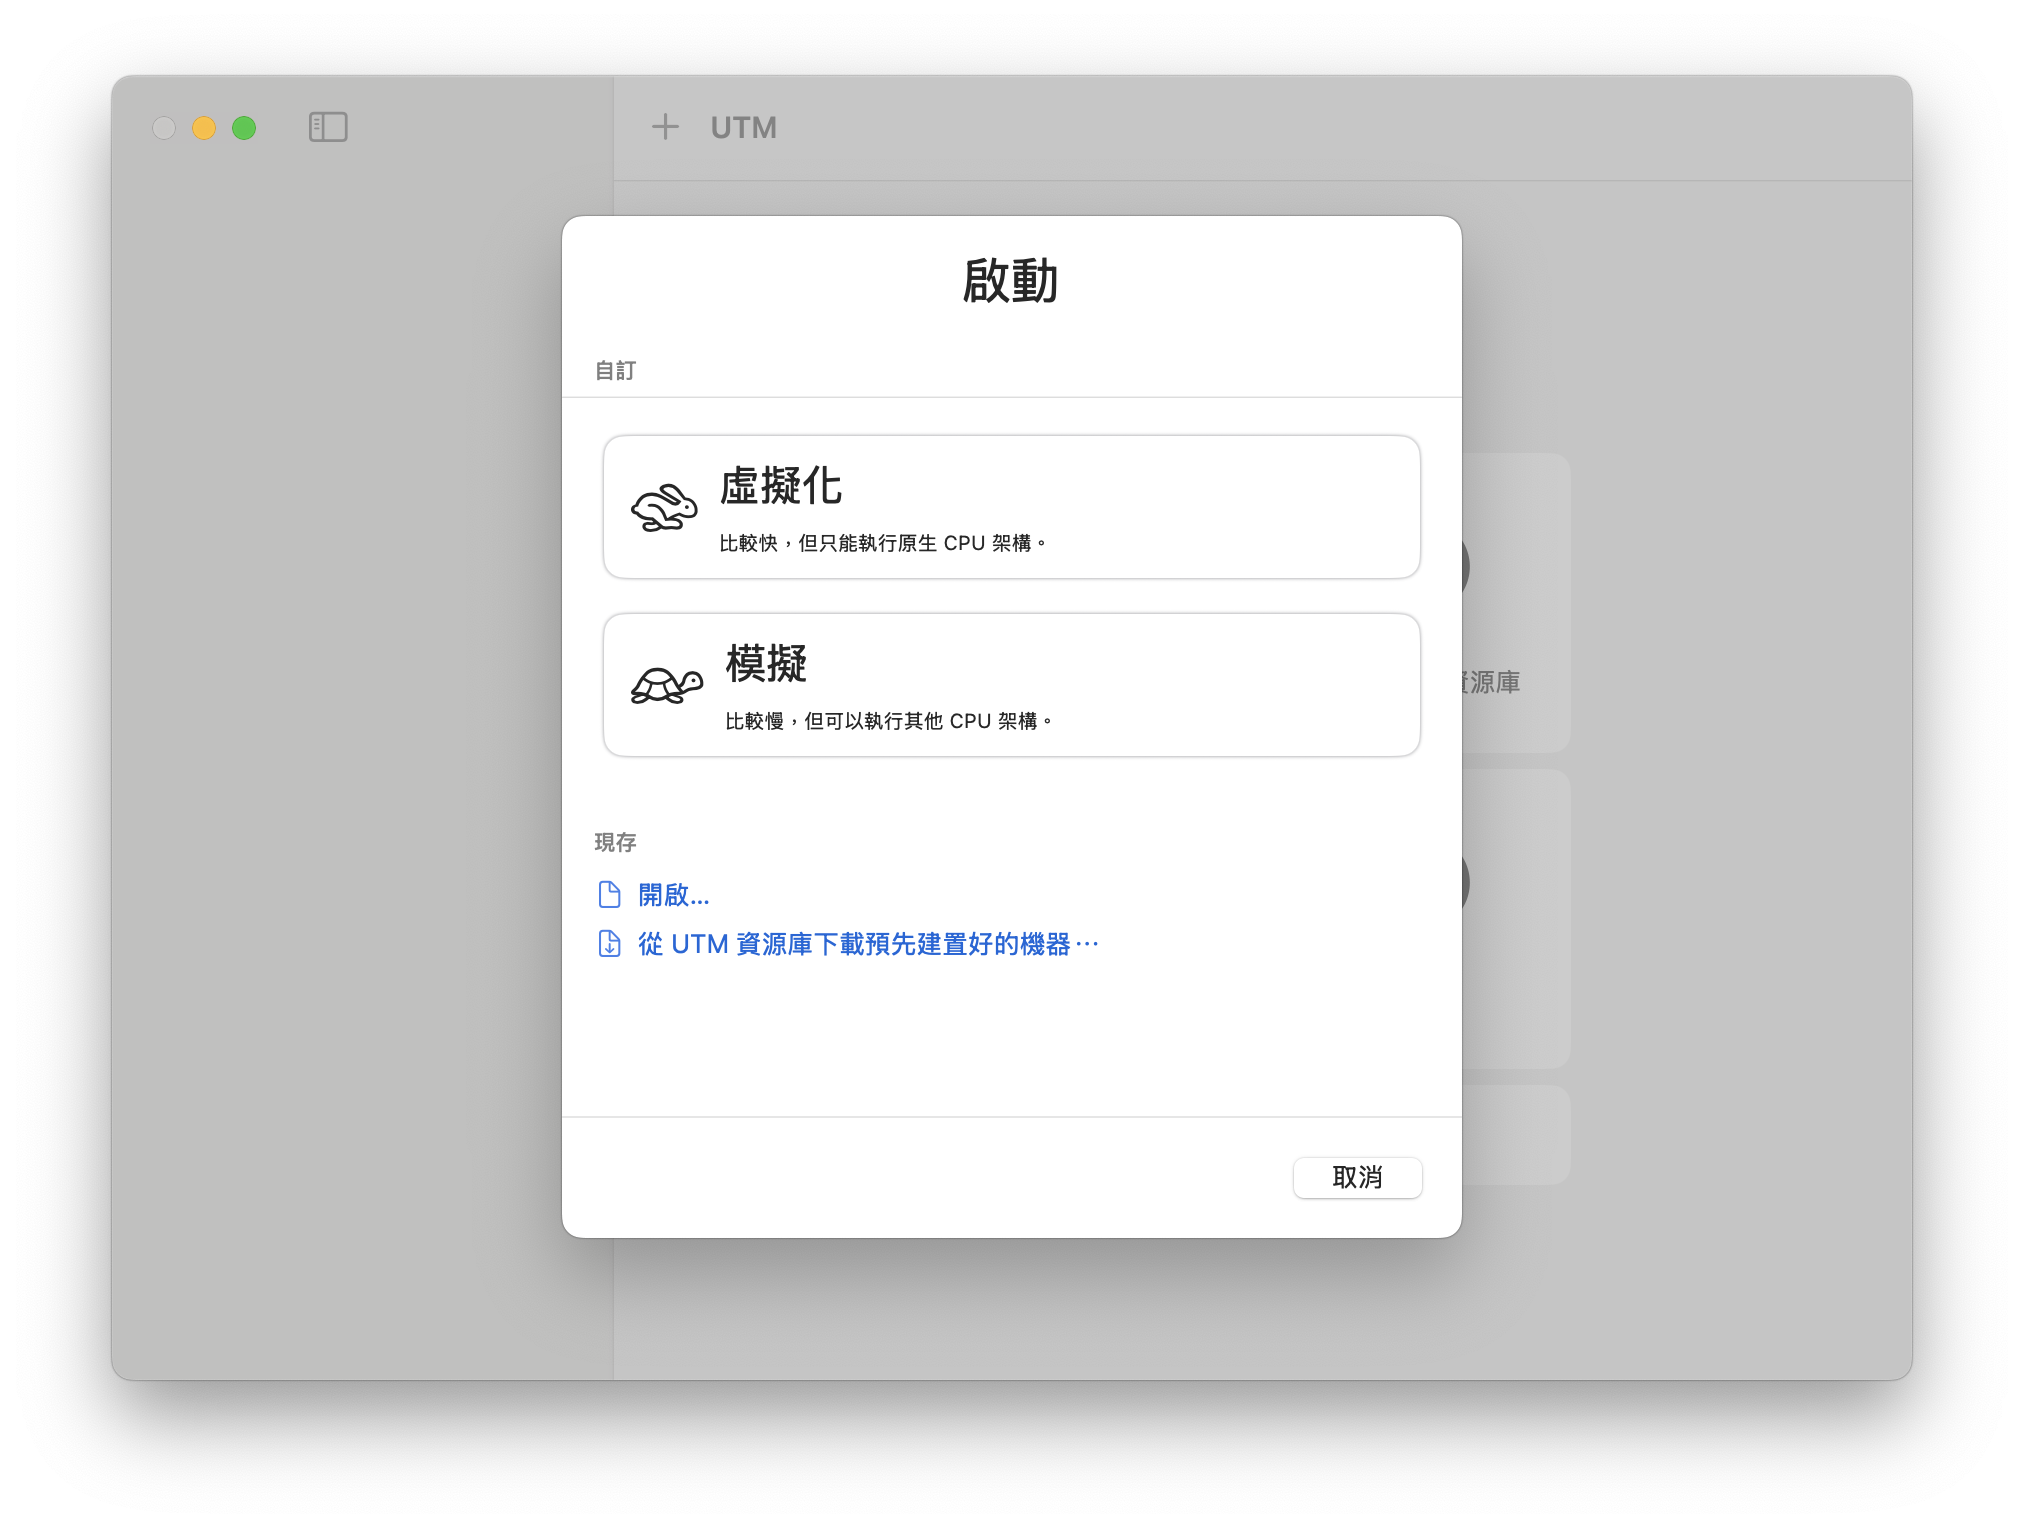 UTM
啟動
自訂
虛擬化
比較快，但只能執行原生 CPU 架構。
模擬
比較慢，但可以執行其他 CPU 架構。
資源庫
現存
開啟...
從 UTM 資源庫下載預先建置好的機器⋯
取消